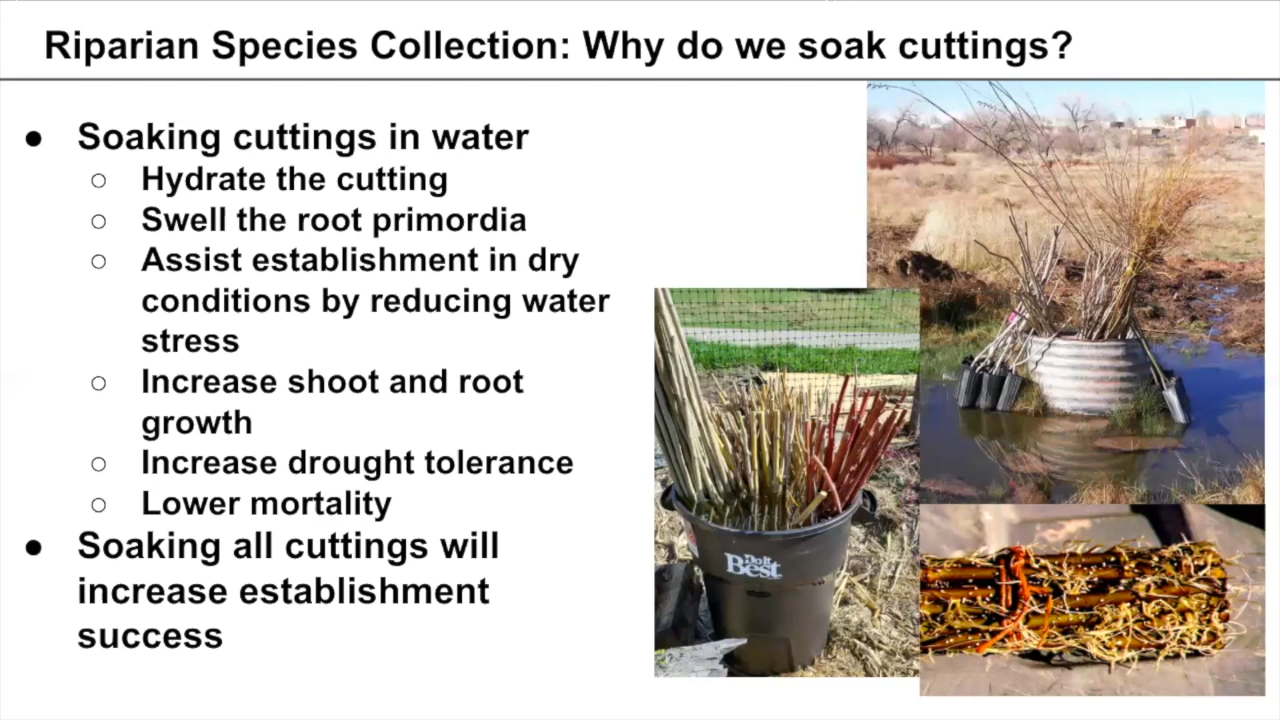 Riparian Species Collection: Why do we soak cuttings?
● Soaking cuttings in water
○ Hydrate the cutting
○ Swell the root primordia
○ Assist establishment in dry
conditions by reducing water
stress
○ Increase shoot and root
growth
○ Increase drought tolerance
○ Lower mortality
● Soaking all cuttings will
increase establishment
success
Do it
Best